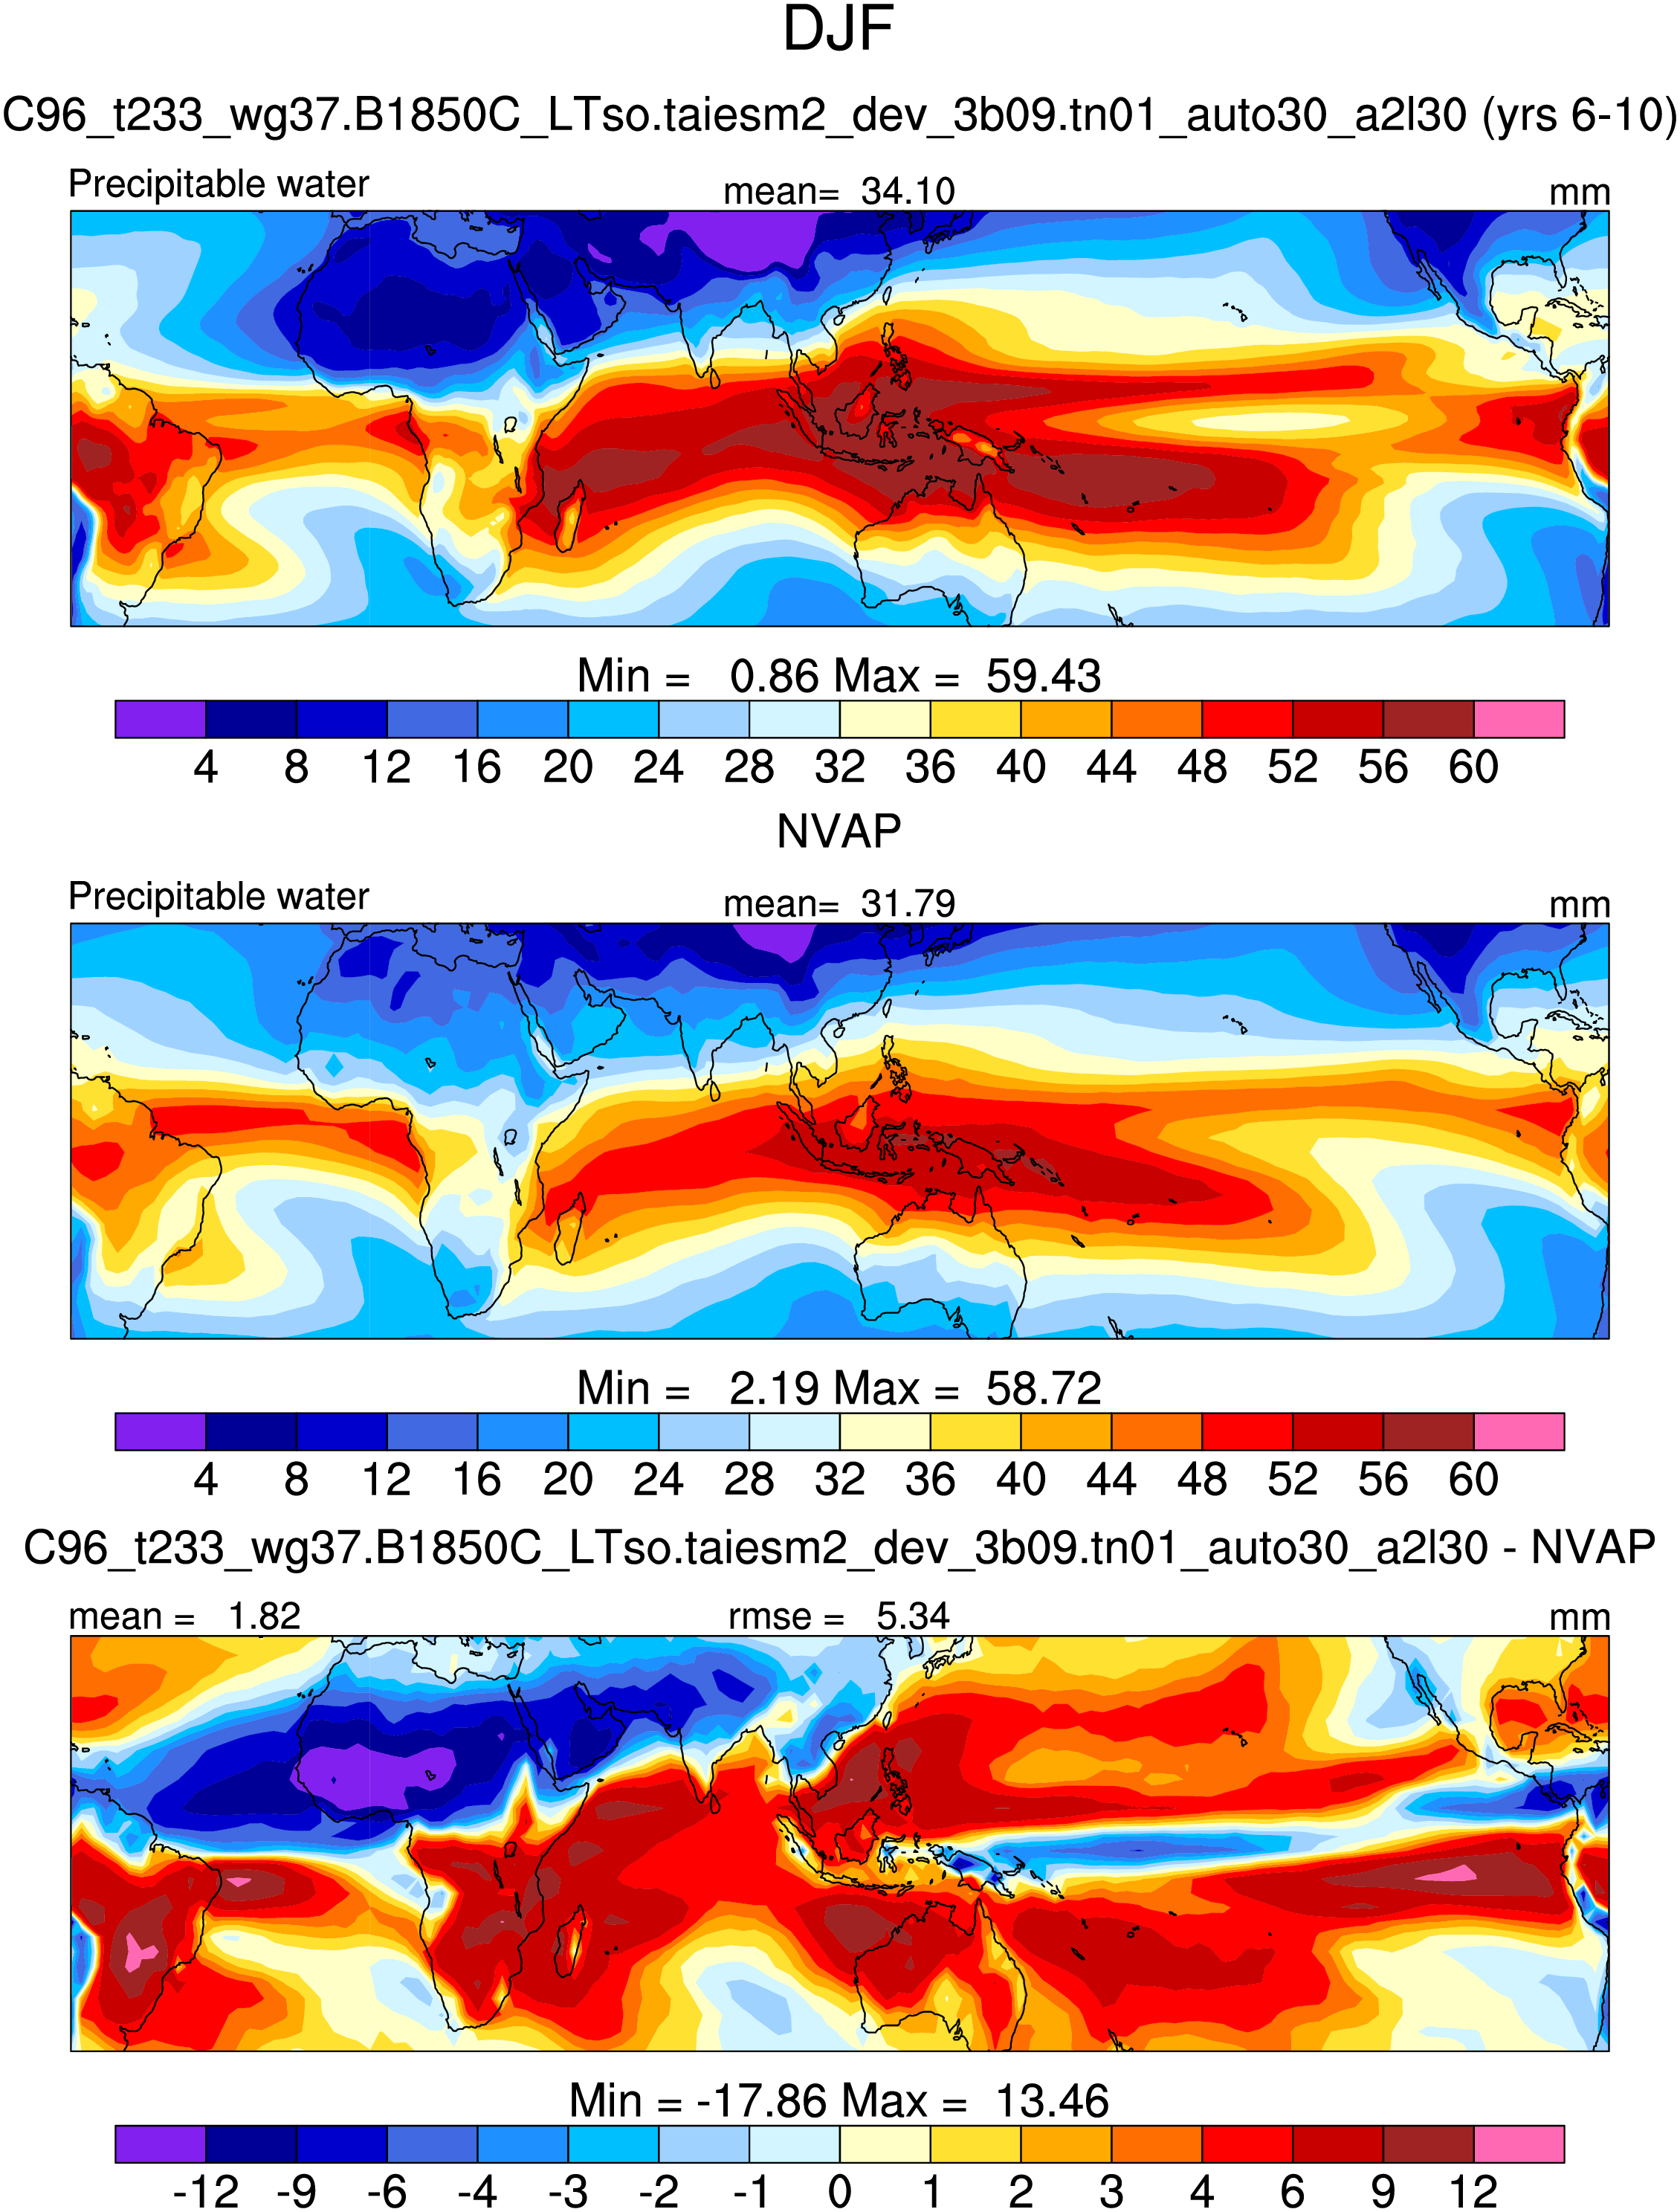 DJF
C96_t233_wg37.B1850C_LTso.taiesm2_dev_3b09.tn01_auto30_a2l30 (yrs 6-10)
Precipitable water mean= 34.10 mm
Min = 0.86 Max = 59.43
4 8 12 16 20 24 28 32 36 40 44 48 52 56 60
NVAP
Precipitable water mean= 31.79 mm
Min = 2.19 Max = 58.72
4 8 12 16 20 24 28 32 36 40 44 48 52 56 60
C96_t233_wg37.B1850C_LTso.taiesm2_dev_3b09.tn01_auto30_a2l30 - NVAP
mean = 1.82 rmse = 5.34 mm
Min = -17.86 Max = 13.46
-12 -9 -6 -4 -3 -2 -1 0 1 2 3 4 6 9 12